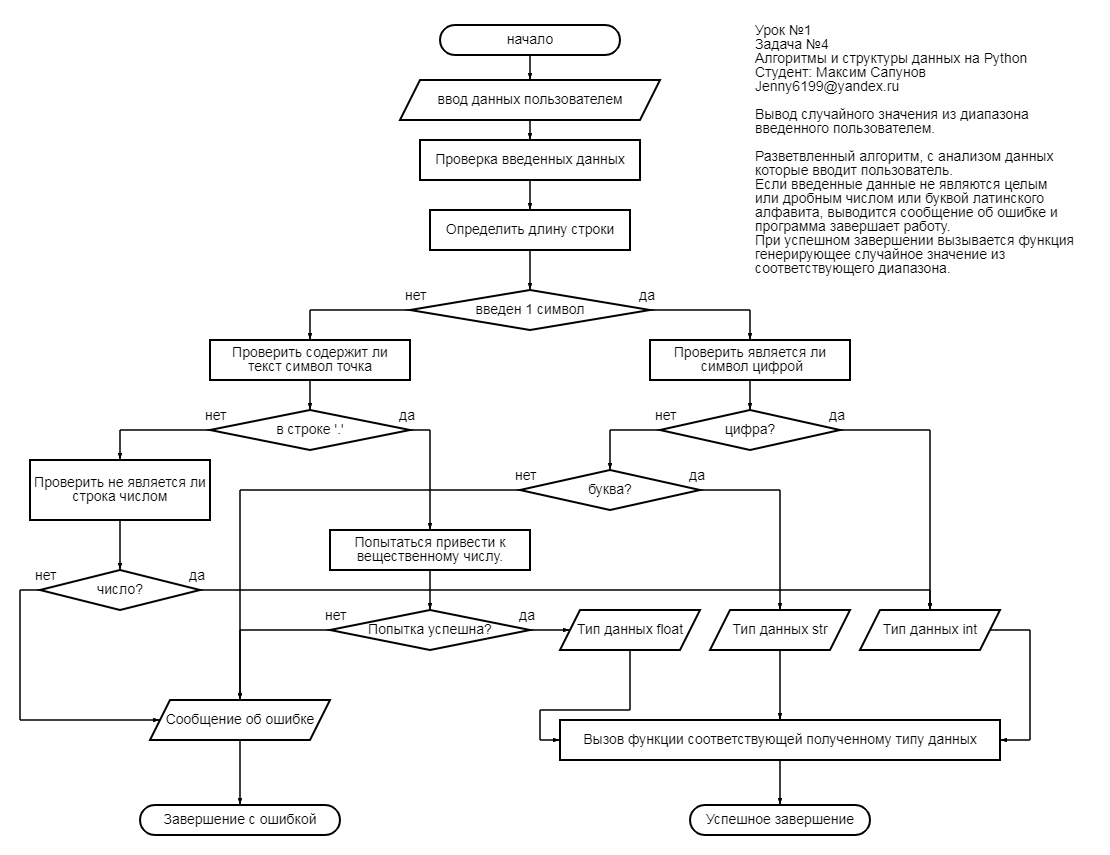 начало
Урок №1
Задача №4
Алгоритмы и структуры данных на Python
Студент: Максим Сапунов
Jenny6199@yandex.ru
Вывод случайного значения из диапазона
введенного пользователем.
Разветвленный алгоритм, с анализом данных
которые вводит пользователь.
Если введенные данные не являются целым
или дробным числом или буквой латинского
алфавита, выводится сообщение об ошибке и
программа завершает работу.
При успешном завершении вызывается функция
генерирующее случайное значение из
соответствующего диапазона.
ввод данных пользователем
Проверка введенных данных
Определить длину строки
нет
да
введен 1 символ
Проверить содержит ли
текст символ точка
Проверить является ли
символ цифрой
нет
да
в строке '.'
нет
да
цифра?
Проверить не является ли
строка числом
нет
да
буква?
Попытаться привести к
вещественному числу.
нет
да
число?
нет
да
Попытка успешна?
Тип данных float
Тип данных str
Тип данных int
Сообщение об ошибке
Вызов функции соответствующей полученному типу данных
Завершение с ошибкой
Успешное завершение